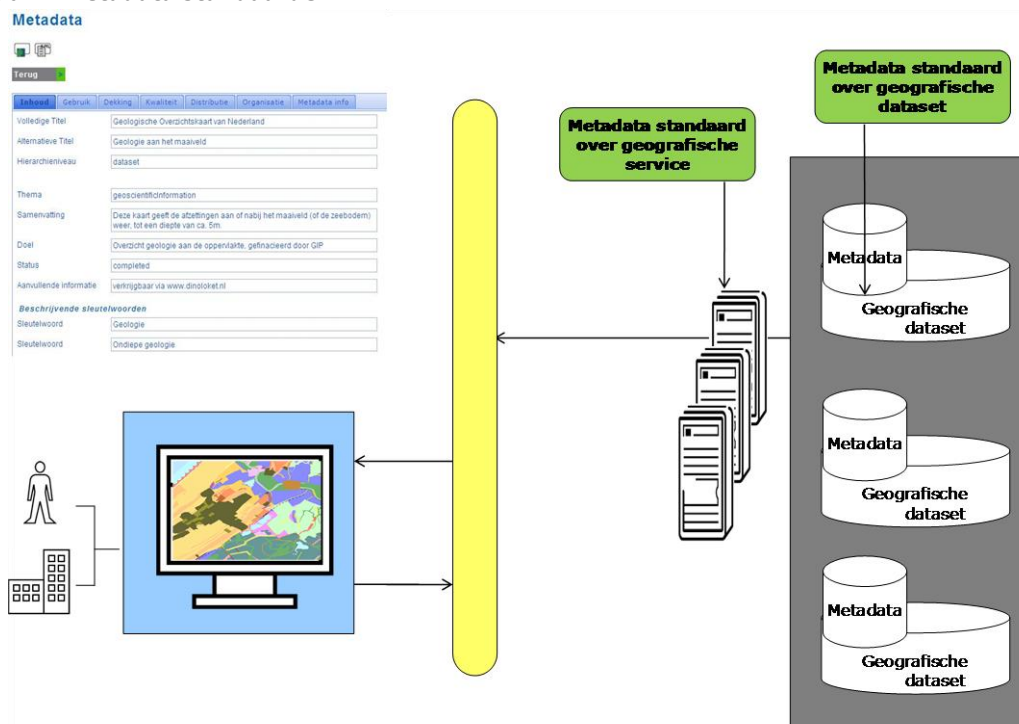 Metadata
Terug
Inhoud Gebruik Dekking Kwaliteit Distributie Organisatie Metadata info
Volledige Titel Geologische Overzichtskaart van Nederland
Alternatieve Titel Geologie aan het maaiveld
Hierarchieniveau dataset
Thema geoscientificInformation
Samenvatting Deze kaart geeft de afzettingen aan of nabij het maaiveld (of de zeebodem)
weer, tot een diepte van ca. 5m.
Doel Overzicht geologie aan de oppervlakte, gefinacieerd door GIP
Status completed
Aanvullende informatie verkrijgbaar via www.dinoloket.nl
Beschrijvende sleutelwoorden
Sleutelwoord Geologie
Sleutelwoord Ondiepe geologie
Metadata standaard
over geografische
service
Metadata standaard
over geografische
dataset
Metadata
Geografische
dataset
Metadata
Geografische
dataset
Metadata
Geografische
dataset